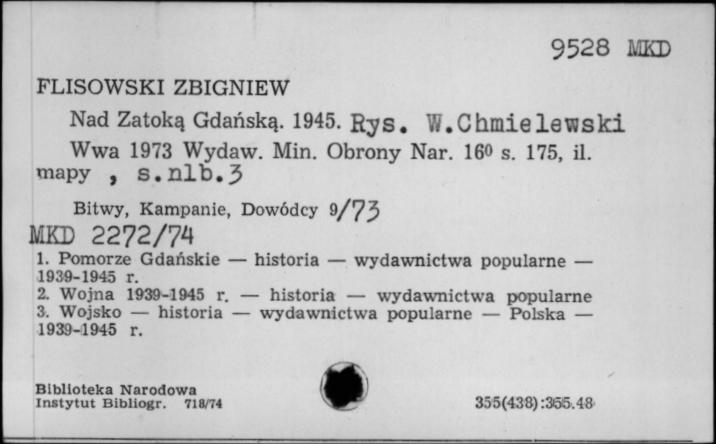 9528 MKD
FLISOWSKI ZBIGNIEW
Nad Zatoką Gdańską. 1945. Rys. W.Chmielewski
Wwa 1973 Wydaw. Min. Obrony Nar. 16⁰ s. 175, il.
mapy , s.nlb.3
Bitwy, Kampanie, Dowódcy 9/73
MKD 2272/74
1. Pomorze Gdańskie — historia — wydawnictwa popularne —
1939-1945 r.
2. Wojna 1939-1945 r. — historia — wydawnictwa popularne
3. Wojsko — historia — wydawnictwa popularne — Polska —
1939-1945 r.
Biblioteka Narodowa
Instytut Bibliogr. 718/74
355(438):355.48